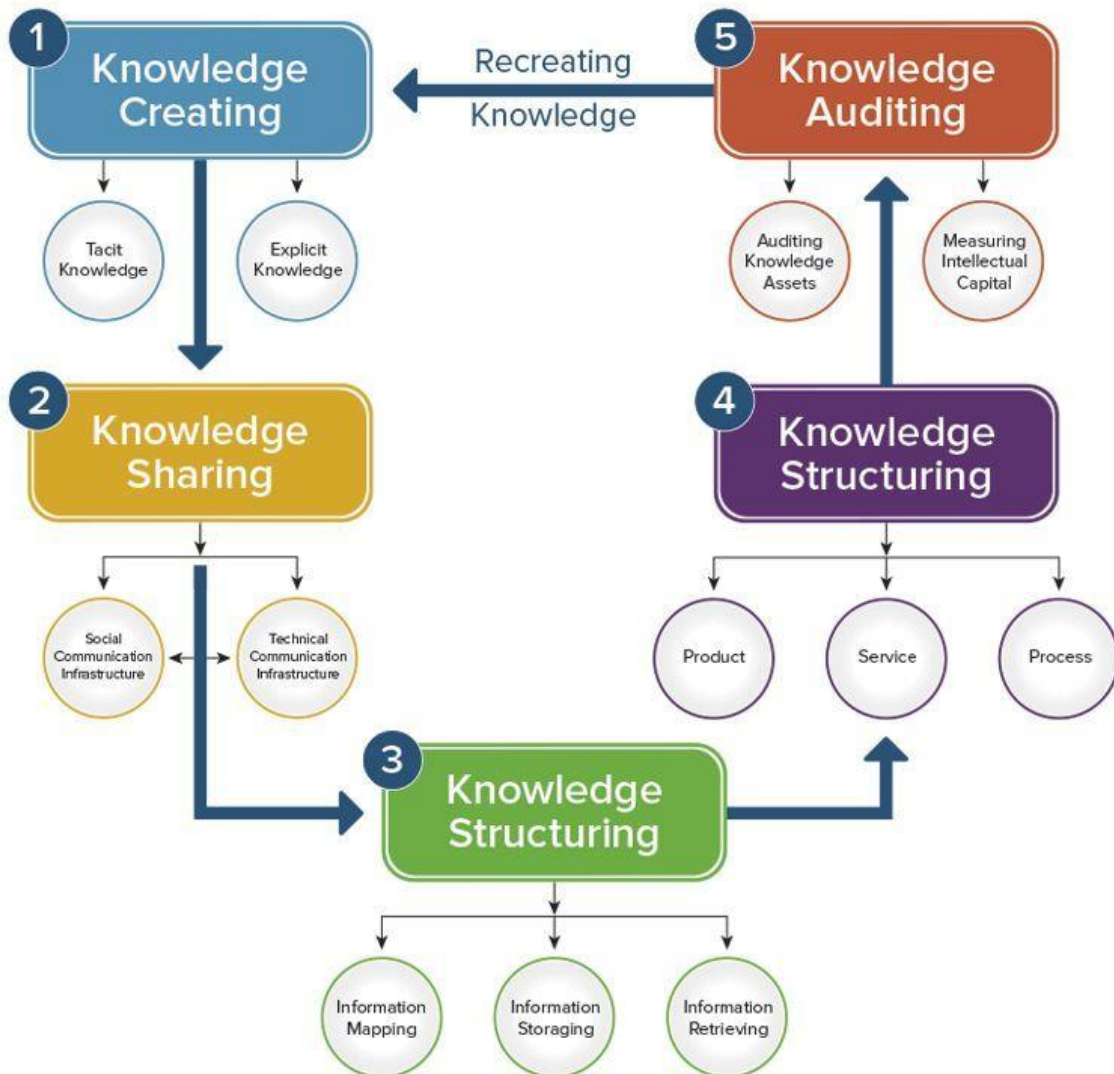 1
Knowledge
Creating
Tacit
Knowledge
Explicit
Knowledge
Recreating
Knowledge
5
Knowledge
Auditing
Auditing
Knowledge
Assets
Measuring
Intellectual
Capital
2
Knowledge
Sharing
Social
Communication
Infrastructure
Technical
Communication
Infrastructure
4
Knowledge
Structuring
Product
Service
Process
3
Knowledge
Structuring
Information
Mapping
Information
Storaging
Information
Retrieving